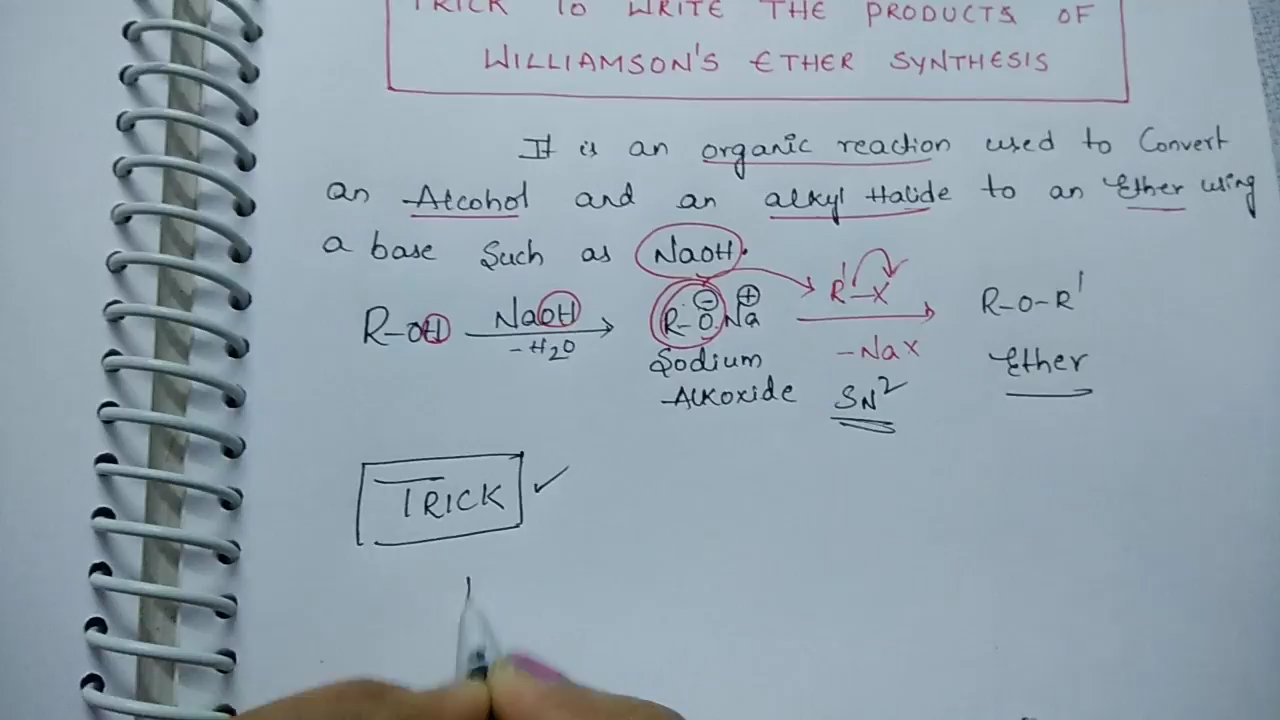 TRICK TO WRITE THE PRODUCTS OF
WILLIAMSON'S ETHER SYNTHESIS
It is an organic reaction used to Convert
an Alcohol and an alkyl Halide to an Ether using
a base Such as NaOH.
R-OH NaOH -H2O R-O⊖ Na⊕ R'-X -NaX R-O-R'
Sodium Alkoxide SN² Ether
TRICK ✓